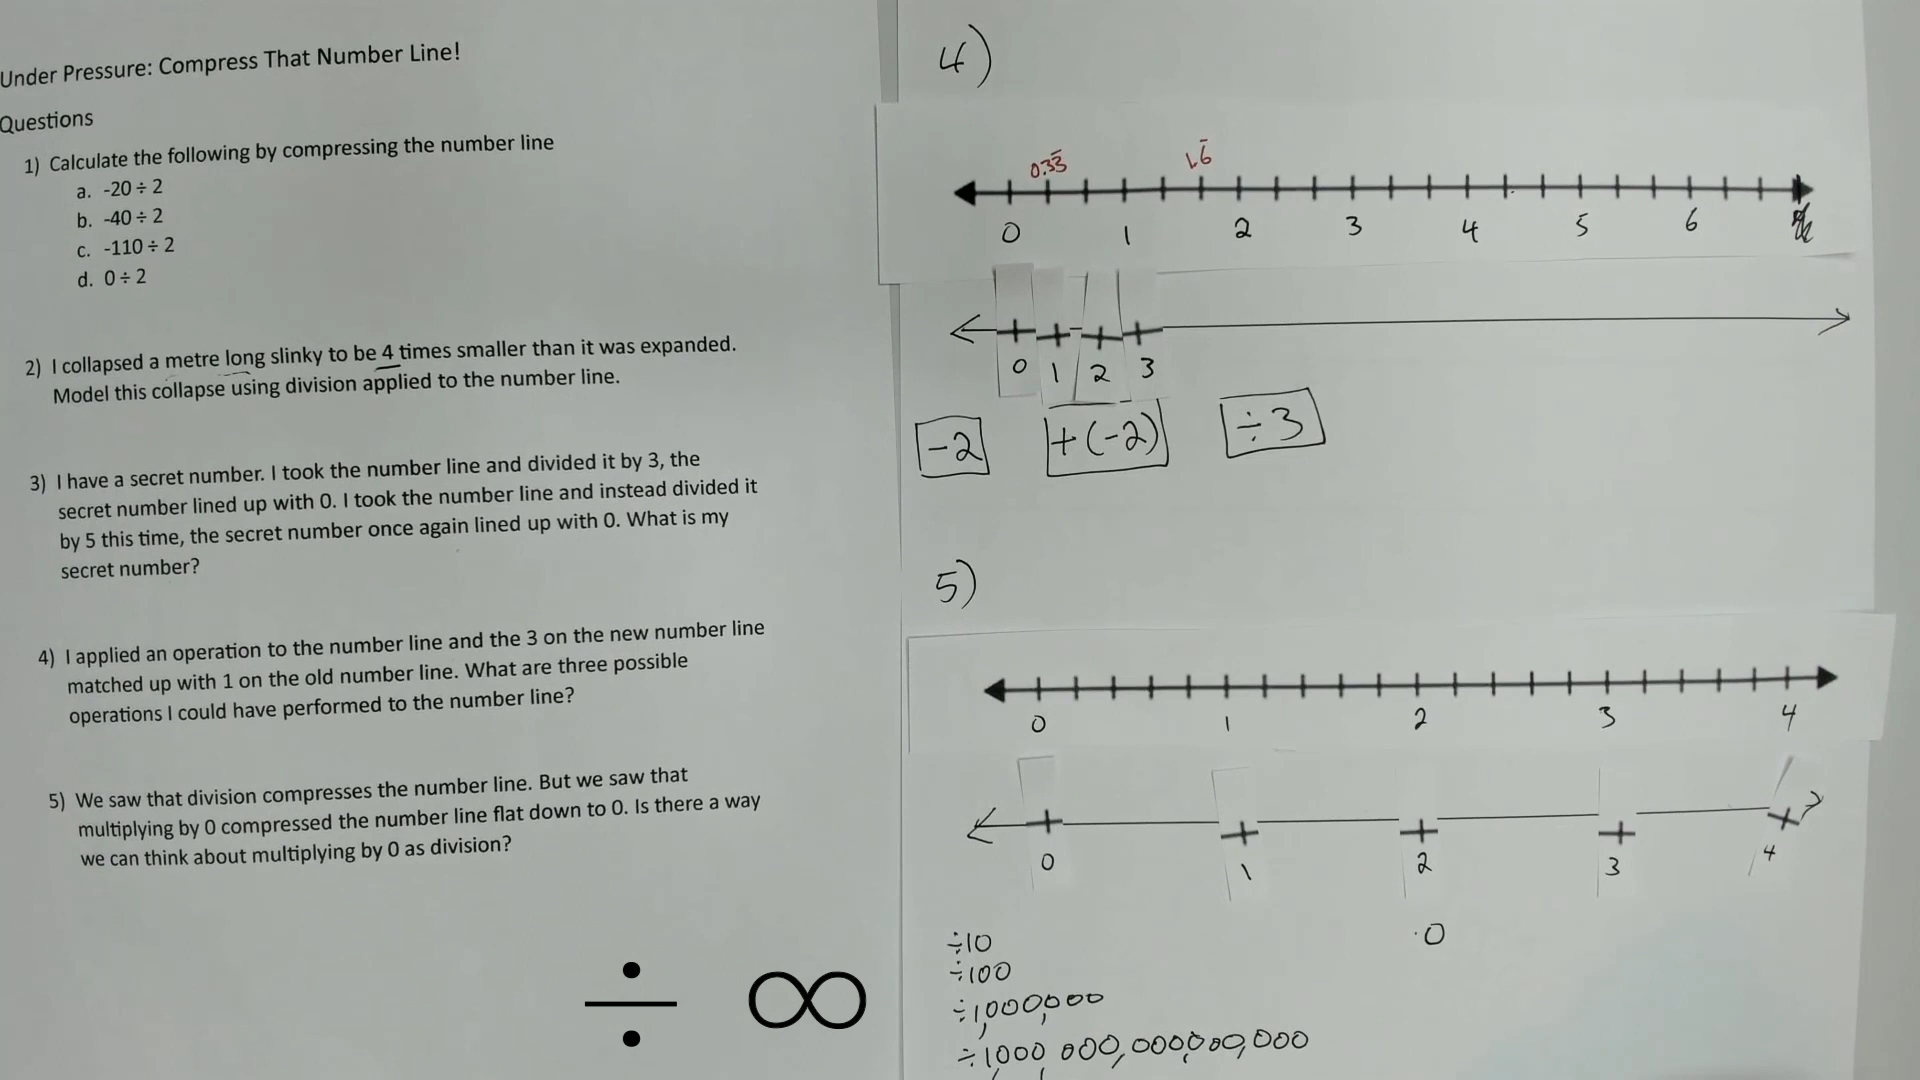 Under Pressure: Compress That Number Line!
Questions
1) Calculate the following by compressing the number line
a. -20 ÷ 2
b. -40 ÷ 2
c. -110 ÷ 2
d. 0 ÷ 2
2) I collapsed a metre long slinky to be 4 times smaller than it was expanded.
Model this collapse using division applied to the number line.
3) I have a secret number. I took the number line and divided it by 3, the
secret number lined up with 0. I took the number line and instead divided it
by 5 this time, the secret number once again lined up with 0. What is my
secret number?
4) I applied an operation to the number line and the 3 on the new number line
matched up with 1 on the old number line. What are three possible
operations I could have performed to the number line?
5) We saw that division compresses the number line. But we saw that
multiplying by 0 compressed the number line flat down to 0. Is there a way
we can think about multiplying by 0 as division?
÷ ∞
4)
0.33̅ 1.6̅
0 1 2 3 4 5 6
0 1 2 3
-2 +(-2) ÷3
5)
0 1 2 3 4
0 1 2 3 4
·0
÷10
÷100
÷1,000,000
÷1,000,000,000,000,000